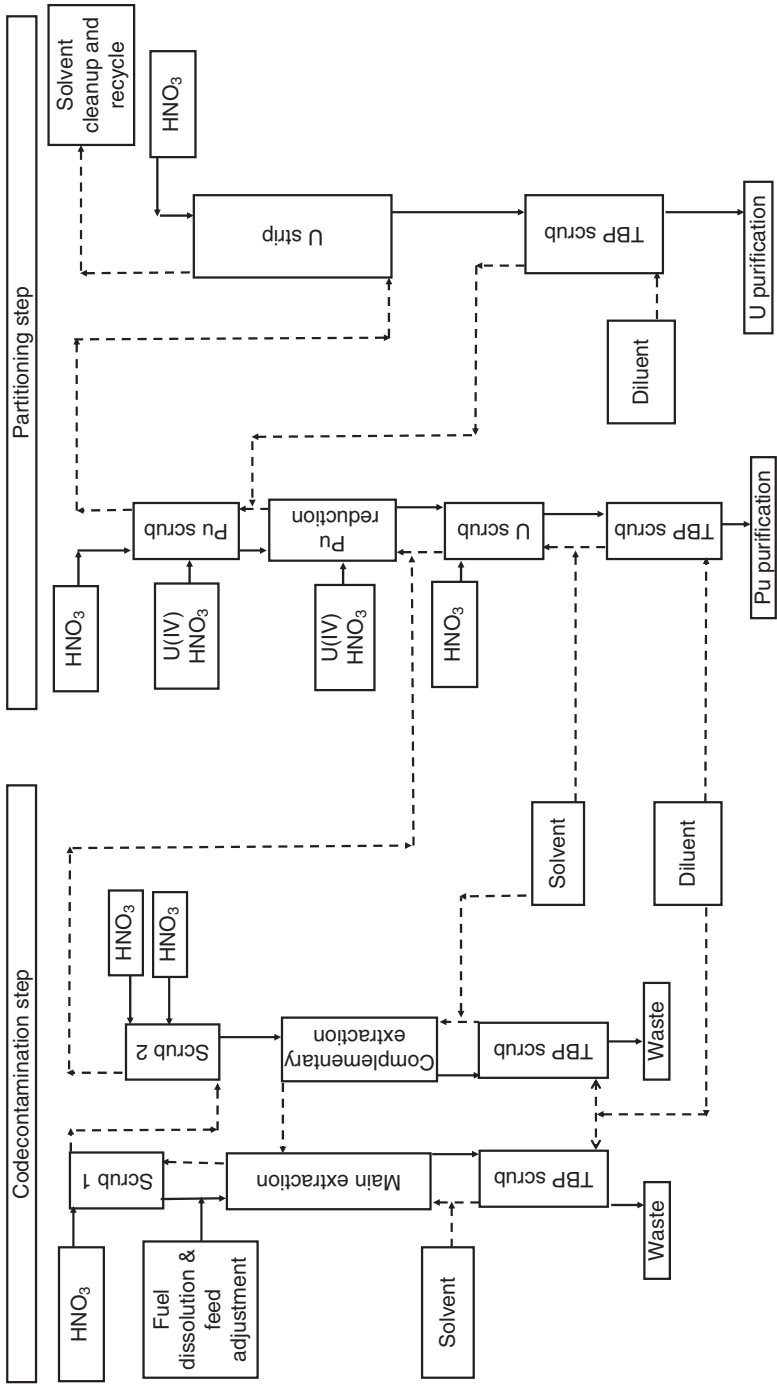 Codecontamination step
Partitioning step
HNO3
Fuel
dissolution &
feed
adjustment
Solvent
Scrub 1
Main extraction
TBP scrub
Waste
Scrub 2
HNO3
HNO3
Complementary
extraction
TBP scrub
Waste
Solvent
Diluent
HNO3
U(IV)
HNO3
U(IV)
HNO3
HNO3
Pu scrub
Pu
reduction
U scrub
TBP scrub
Pu purification
Solvent
cleanup and
recycle
HNO3
U strip
TBP scrub
Diluent
U purification